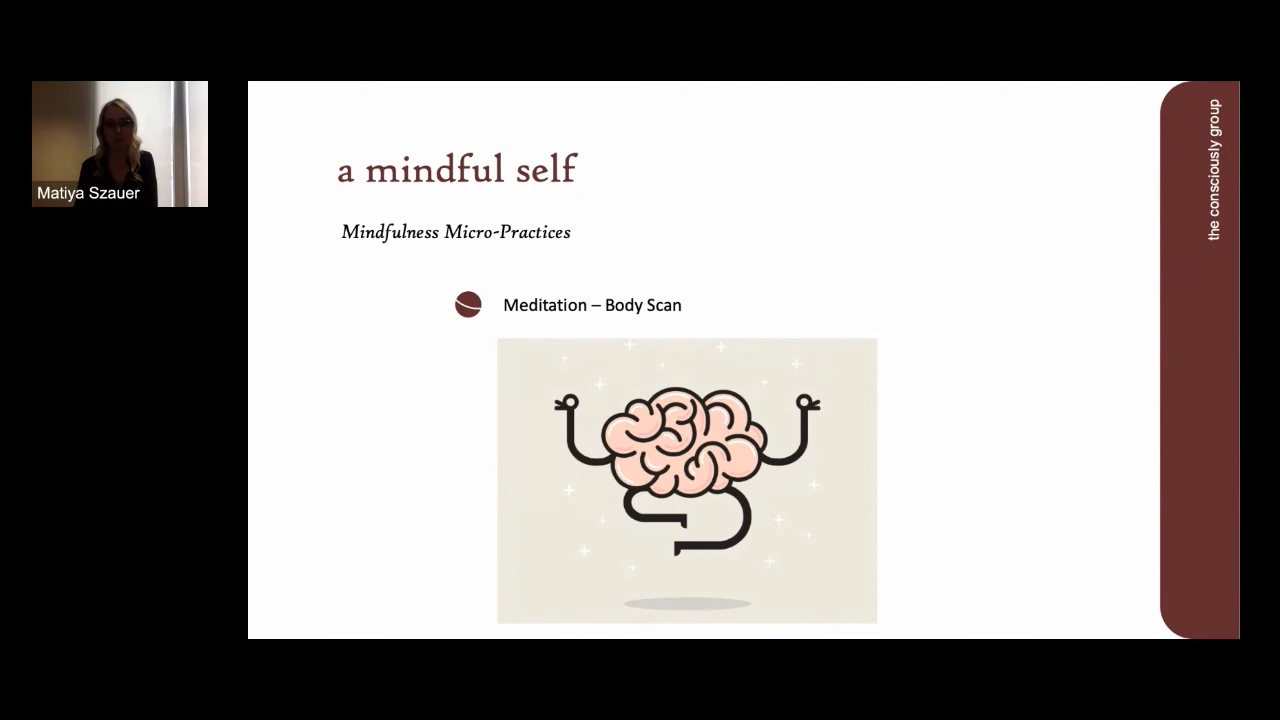 Matiya Szauer
a mindful self
Mindfulness Micro-Practices
Meditation – Body Scan
the consciously group